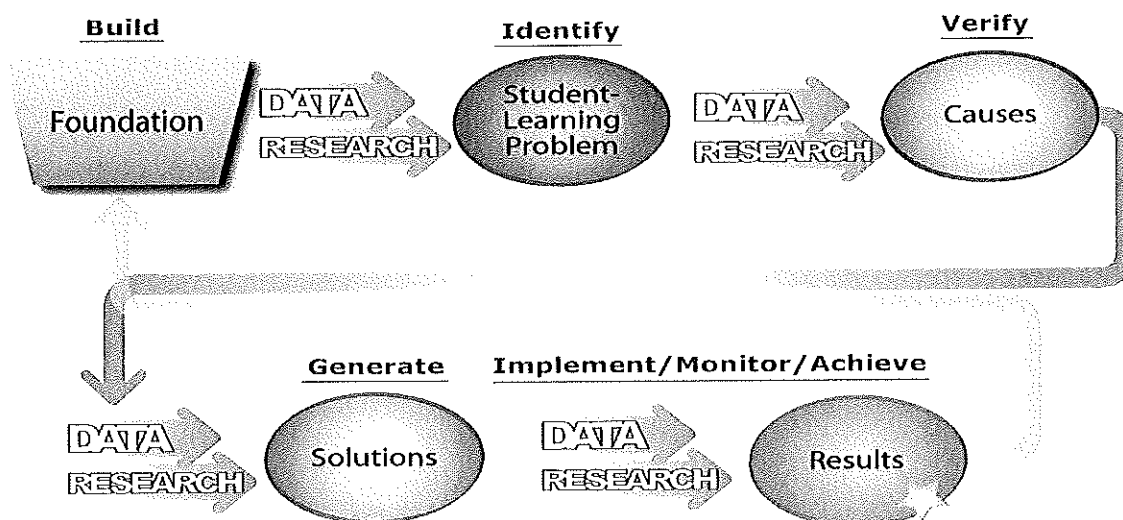 Build
Foundation
DATA
RESEARCH
Identify
Student-
Learning
Problem
DATA
RESEARCH
Verify
Causes
DATA
RESEARCH
Generate
Solutions
Implement/Monitor/Achieve
DATA
RESEARCH
Results